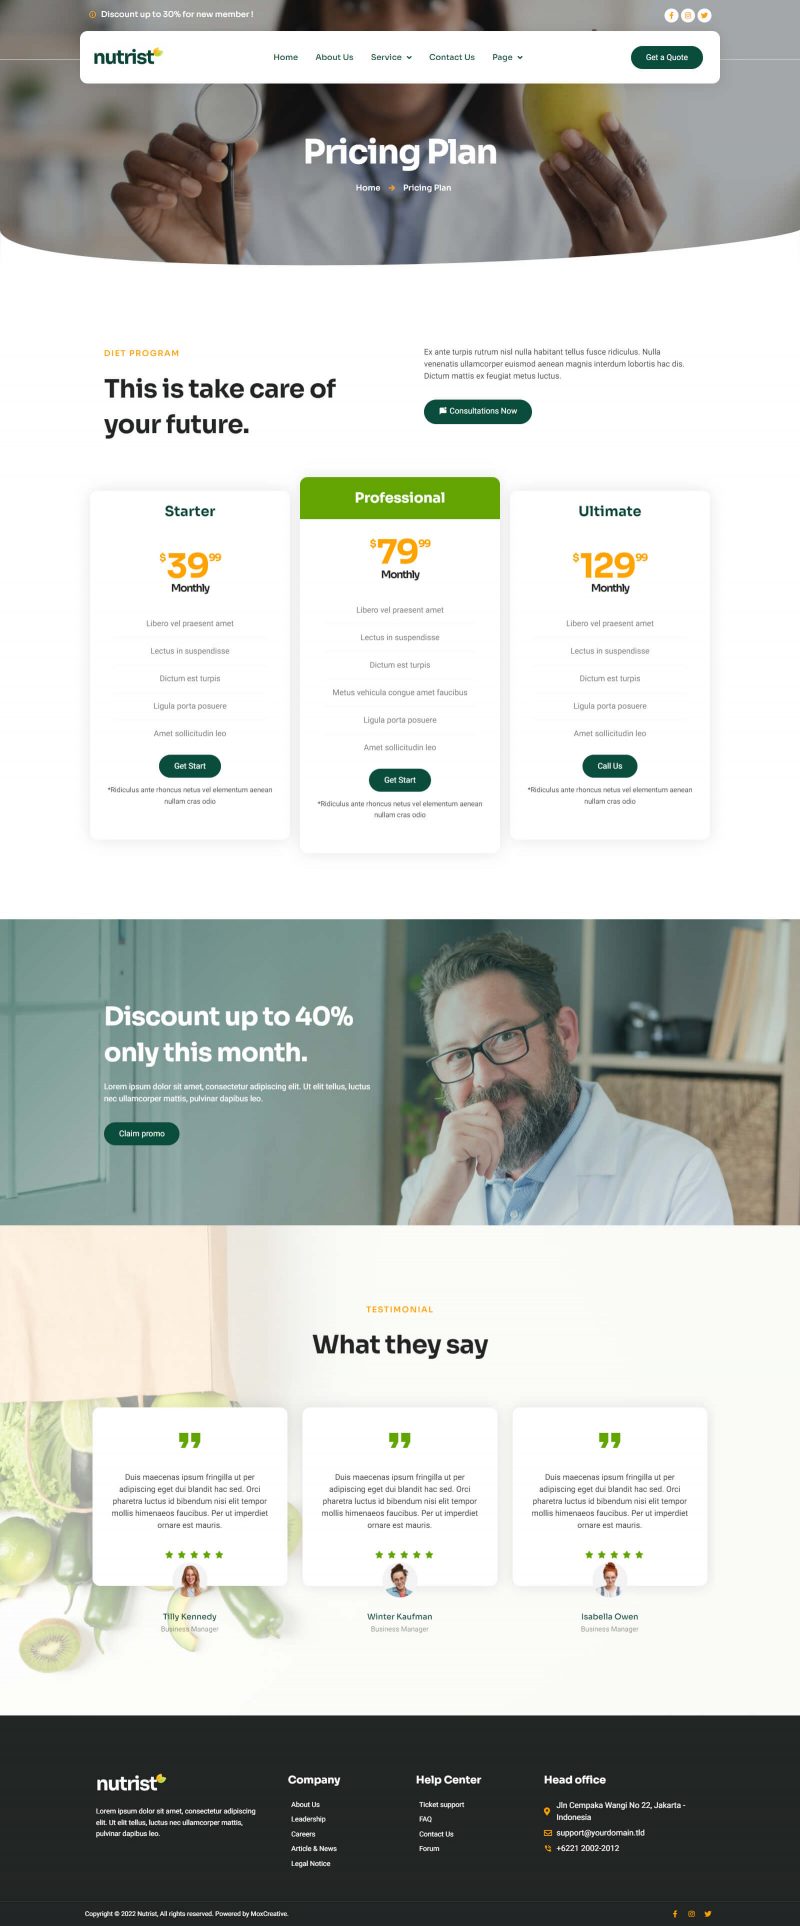 Discount up to 30% for new member !
nutrist
Home About Us Service Contact Us Page
Get a Quote
Pricing Plan
Home Pricing Plan
DIET PROGRAM
This is take care of
your future.
Ex ante turpis rutrum nisl nulla habitant tellus fusce ridiculus. Nulla
venenatis ullamcorper euismod aenean magnis interdum lobortis hac dis.
Dictum mattis ex feugiat metus luctus.
Consultations Now
Starter
$39.99
Monthly
Libero vel praesent amet
Lectus in suspendisse
Dictum est turpis
Ligula porta posuere
Amet sollicitudin leo
Get Start
*Ridiculus ante rhoncus netus vel elementum aenean
nullam cras odio
Professional
$79.99
Monthly
Libero vel praesent amet
Lectus in suspendisse
Dictum est turpis
Metus vehicula congue amet faucibus
Ligula porta posuere
Amet sollicitudin leo
Get Start
*Ridiculus ante rhoncus netus vel elementum aenean
nullam cras odio
Ultimate
$129.99
Monthly
Libero vel praesent amet
Lectus in suspendisse
Dictum est turpis
Ligula porta posuere
Amet sollicitudin leo
Call Us
*Ridiculus ante rhoncus netus vel elementum aenean
nullam cras odio
Discount up to 40%
only this month.
Lorem ipsum dolor sit amet, consectetur adipiscing elit. Ut elit tellus, luctus
nec ullamcorper mattis, pulvinar dapibus leo.
Claim promo
TESTIMONIAL
What they say
Duis maecenas ipsum fringilla ut per
adipiscing eget dui blandit hac sed. Orci
pharetra luctus id bibendum nisi elit tempor
mollis himenaeos faucibus. Per ut imperdiet
ornare est mauris.
Tilly Kennedy
Business Manager
Duis maecenas ipsum fringilla ut per
adipiscing eget dui blandit hac sed. Orci
pharetra luctus id bibendum nisi elit tempor
mollis himenaeos faucibus. Per ut imperdiet
ornare est mauris.
Winter Kaufman
Business Manager
Duis maecenas ipsum fringilla ut per
adipiscing eget dui blandit hac sed. Orci
pharetra luctus id bibendum nisi elit tempor
mollis himenaeos faucibus. Per ut imperdiet
ornare est mauris.
Isabella Owen
Business Manager
nutrist
Lorem ipsum dolor sit amet, consectetur adipiscing
elit. Ut elit tellus, luctus nec ullamcorper mattis,
pulvinar dapibus leo.
Company
About Us
Leadership
Careers
Article & News
Legal Notice
Help Center
Ticket support
FAQ
Contact Us
Forum
Head office
Jln Cempaka Wangi No 22, Jakarta -
Indonesia
support@yourdomain.tld
+6221 2002-2012
Copyright © 2022 Nutrist, All rights reserved. Powered by MoxCreative.